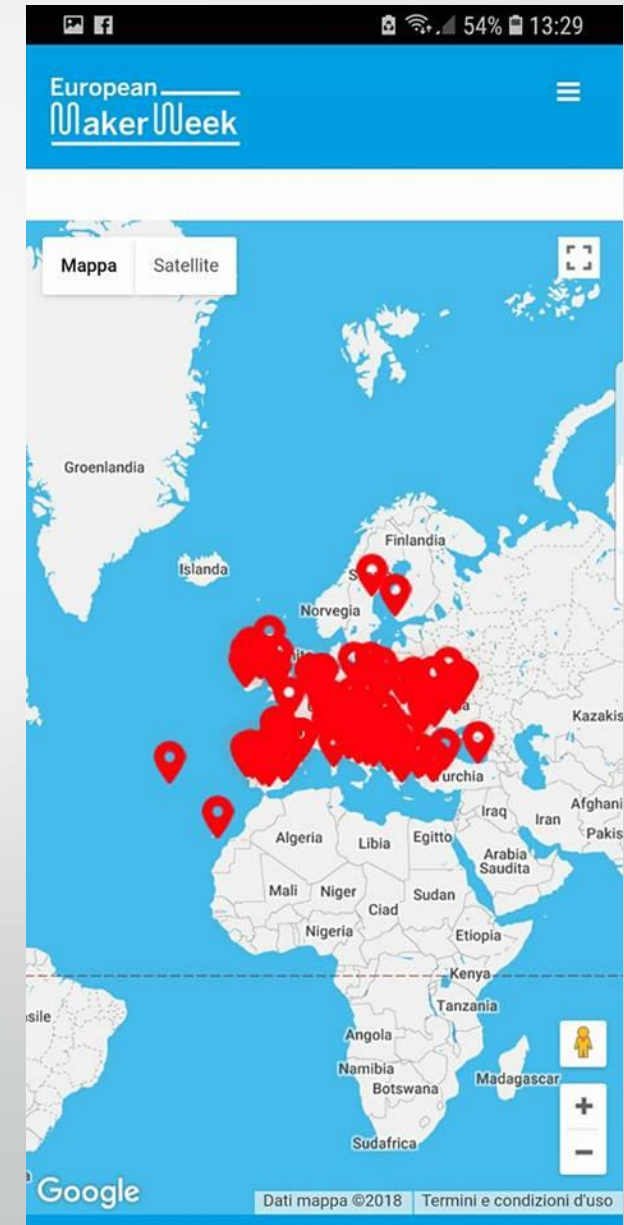 54% 13:29
European
MakerWeek
Mappa Satellite
Groenlandia
Finlandia
Islanda
Norvegia
Kazakis
urchia
Afghani
Iraq Iran
Algeria Libia Egitto
Pakis
Arabia
Saudita
Mali Niger
Ciad
Sudan
Nigeria
Etiopia
Kenya
sile
Tanzania
Angola
Namibia
Botswana
Madagascar
Sudafrica
Google
Dati mappa ©2018 Termini e condizioni d'uso